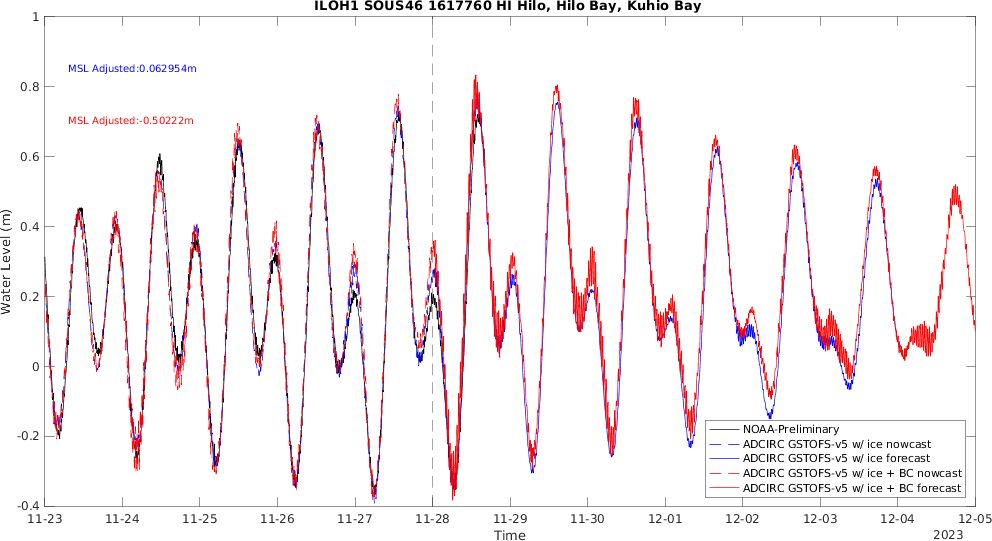 ILOH1 SOUS46 1617760 HI Hilo, Hilo Bay, Kuhio Bay
1
0.8
0.6
0.4
0.2
0
-0.2
-0.4
Water Level (m)
MSL Adjusted:0.062954m
MSL Adjusted:-0.50222m
NOAA-Preliminary
ADCIRC GSTOFS-v5 w/ ice nowcast
ADCIRC GSTOFS-v5 w/ ice forecast
ADCIRC GSTOFS-v5 w/ ice + BC nowcast
ADCIRC GSTOFS-v5 w/ ice + BC forecast
11-23 11-24 11-25 11-26 11-27 11-28 11-29 11-30 12-01 12-02 12-03 12-04 12-05
Time
2023